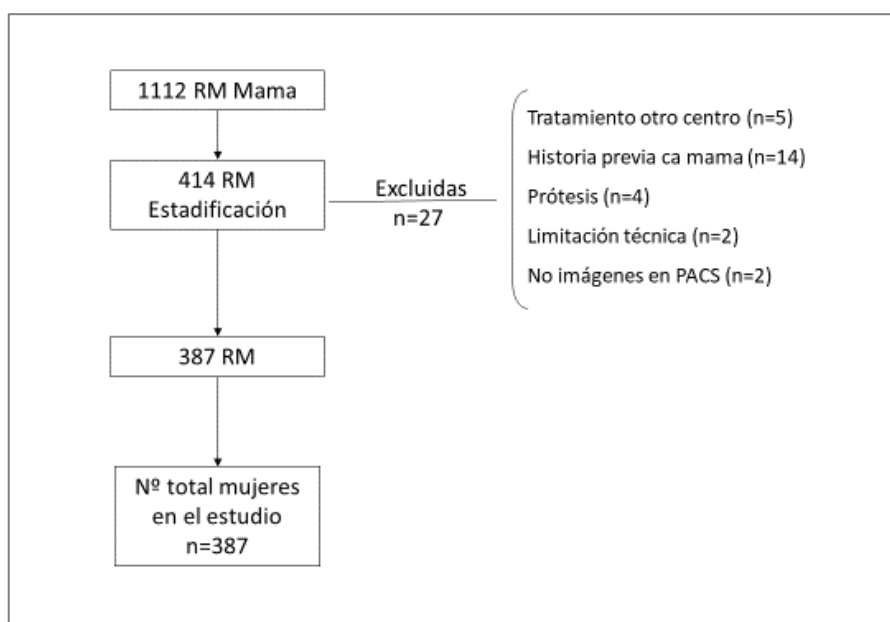 1112 RM Mama
414 RM
Estadificación
Excluidas
n=27
Tratamiento otro centro (n=5)
Historia previa ca mama (n=14)
Prótesis (n=4)
Limitación técnica (n=2)
No imágenes en PACS (n=2)
387 RM
Nº total mujeres
en el estudio
n=387